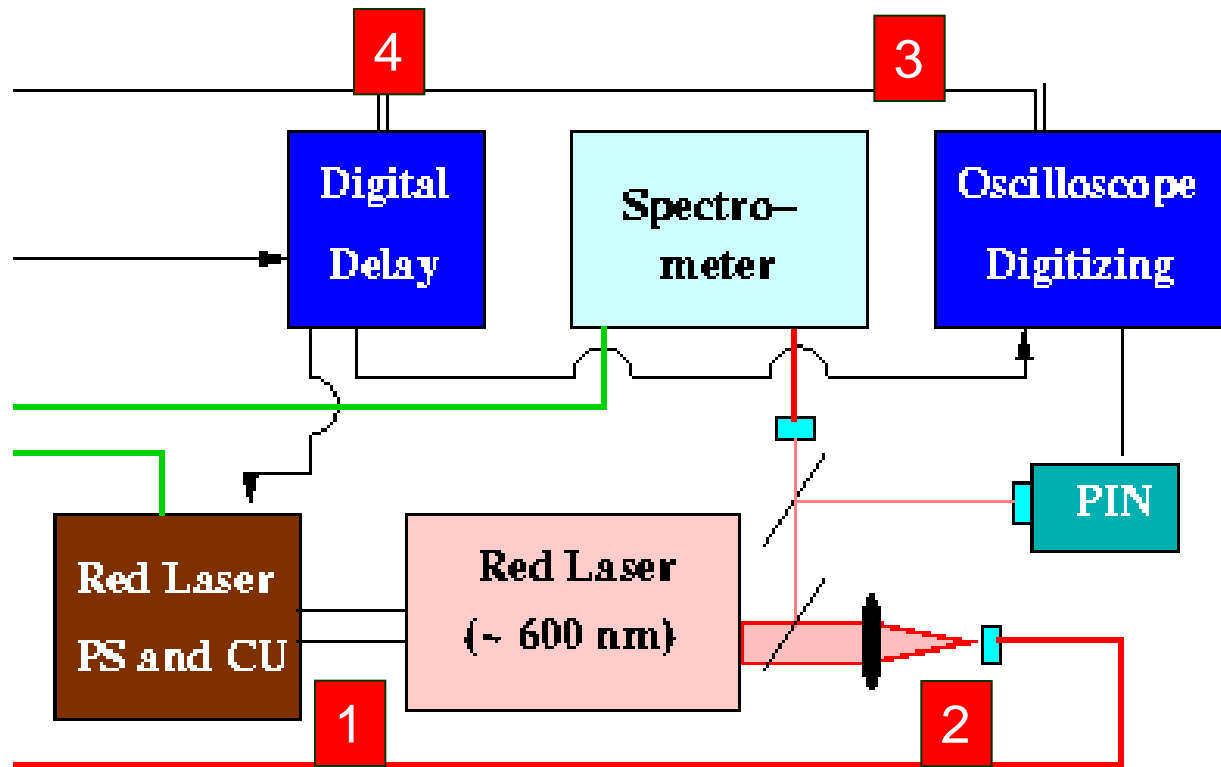 4
3
Digital
Delay
Spectro–
meter
Oscilloscope
Digitizing
PIN
Red Laser
PS and CU
Red Laser
(~ 600 nm)
1
2